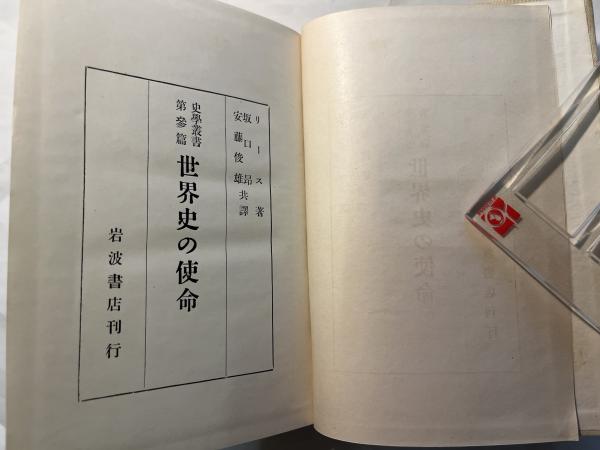 リース著
坂口昂
安藤俊雄共譯
史學叢書
第參篇
世界史の使命
岩波書店刊行